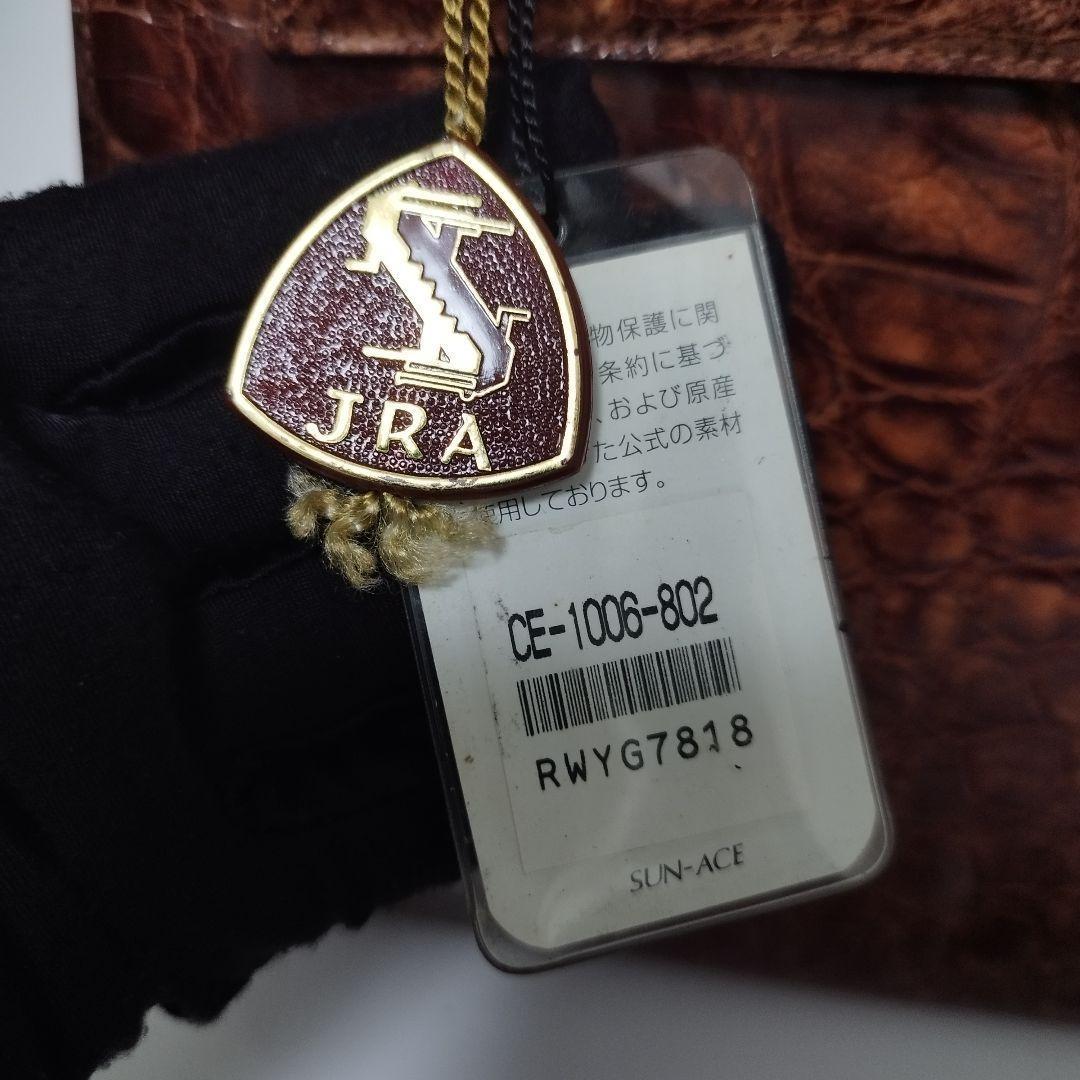 JRA
物保護に関
条約に基づ
、および原産
た公式の素材
使用しております。
CE-1006-802
RWYG7818
SUN-ACE